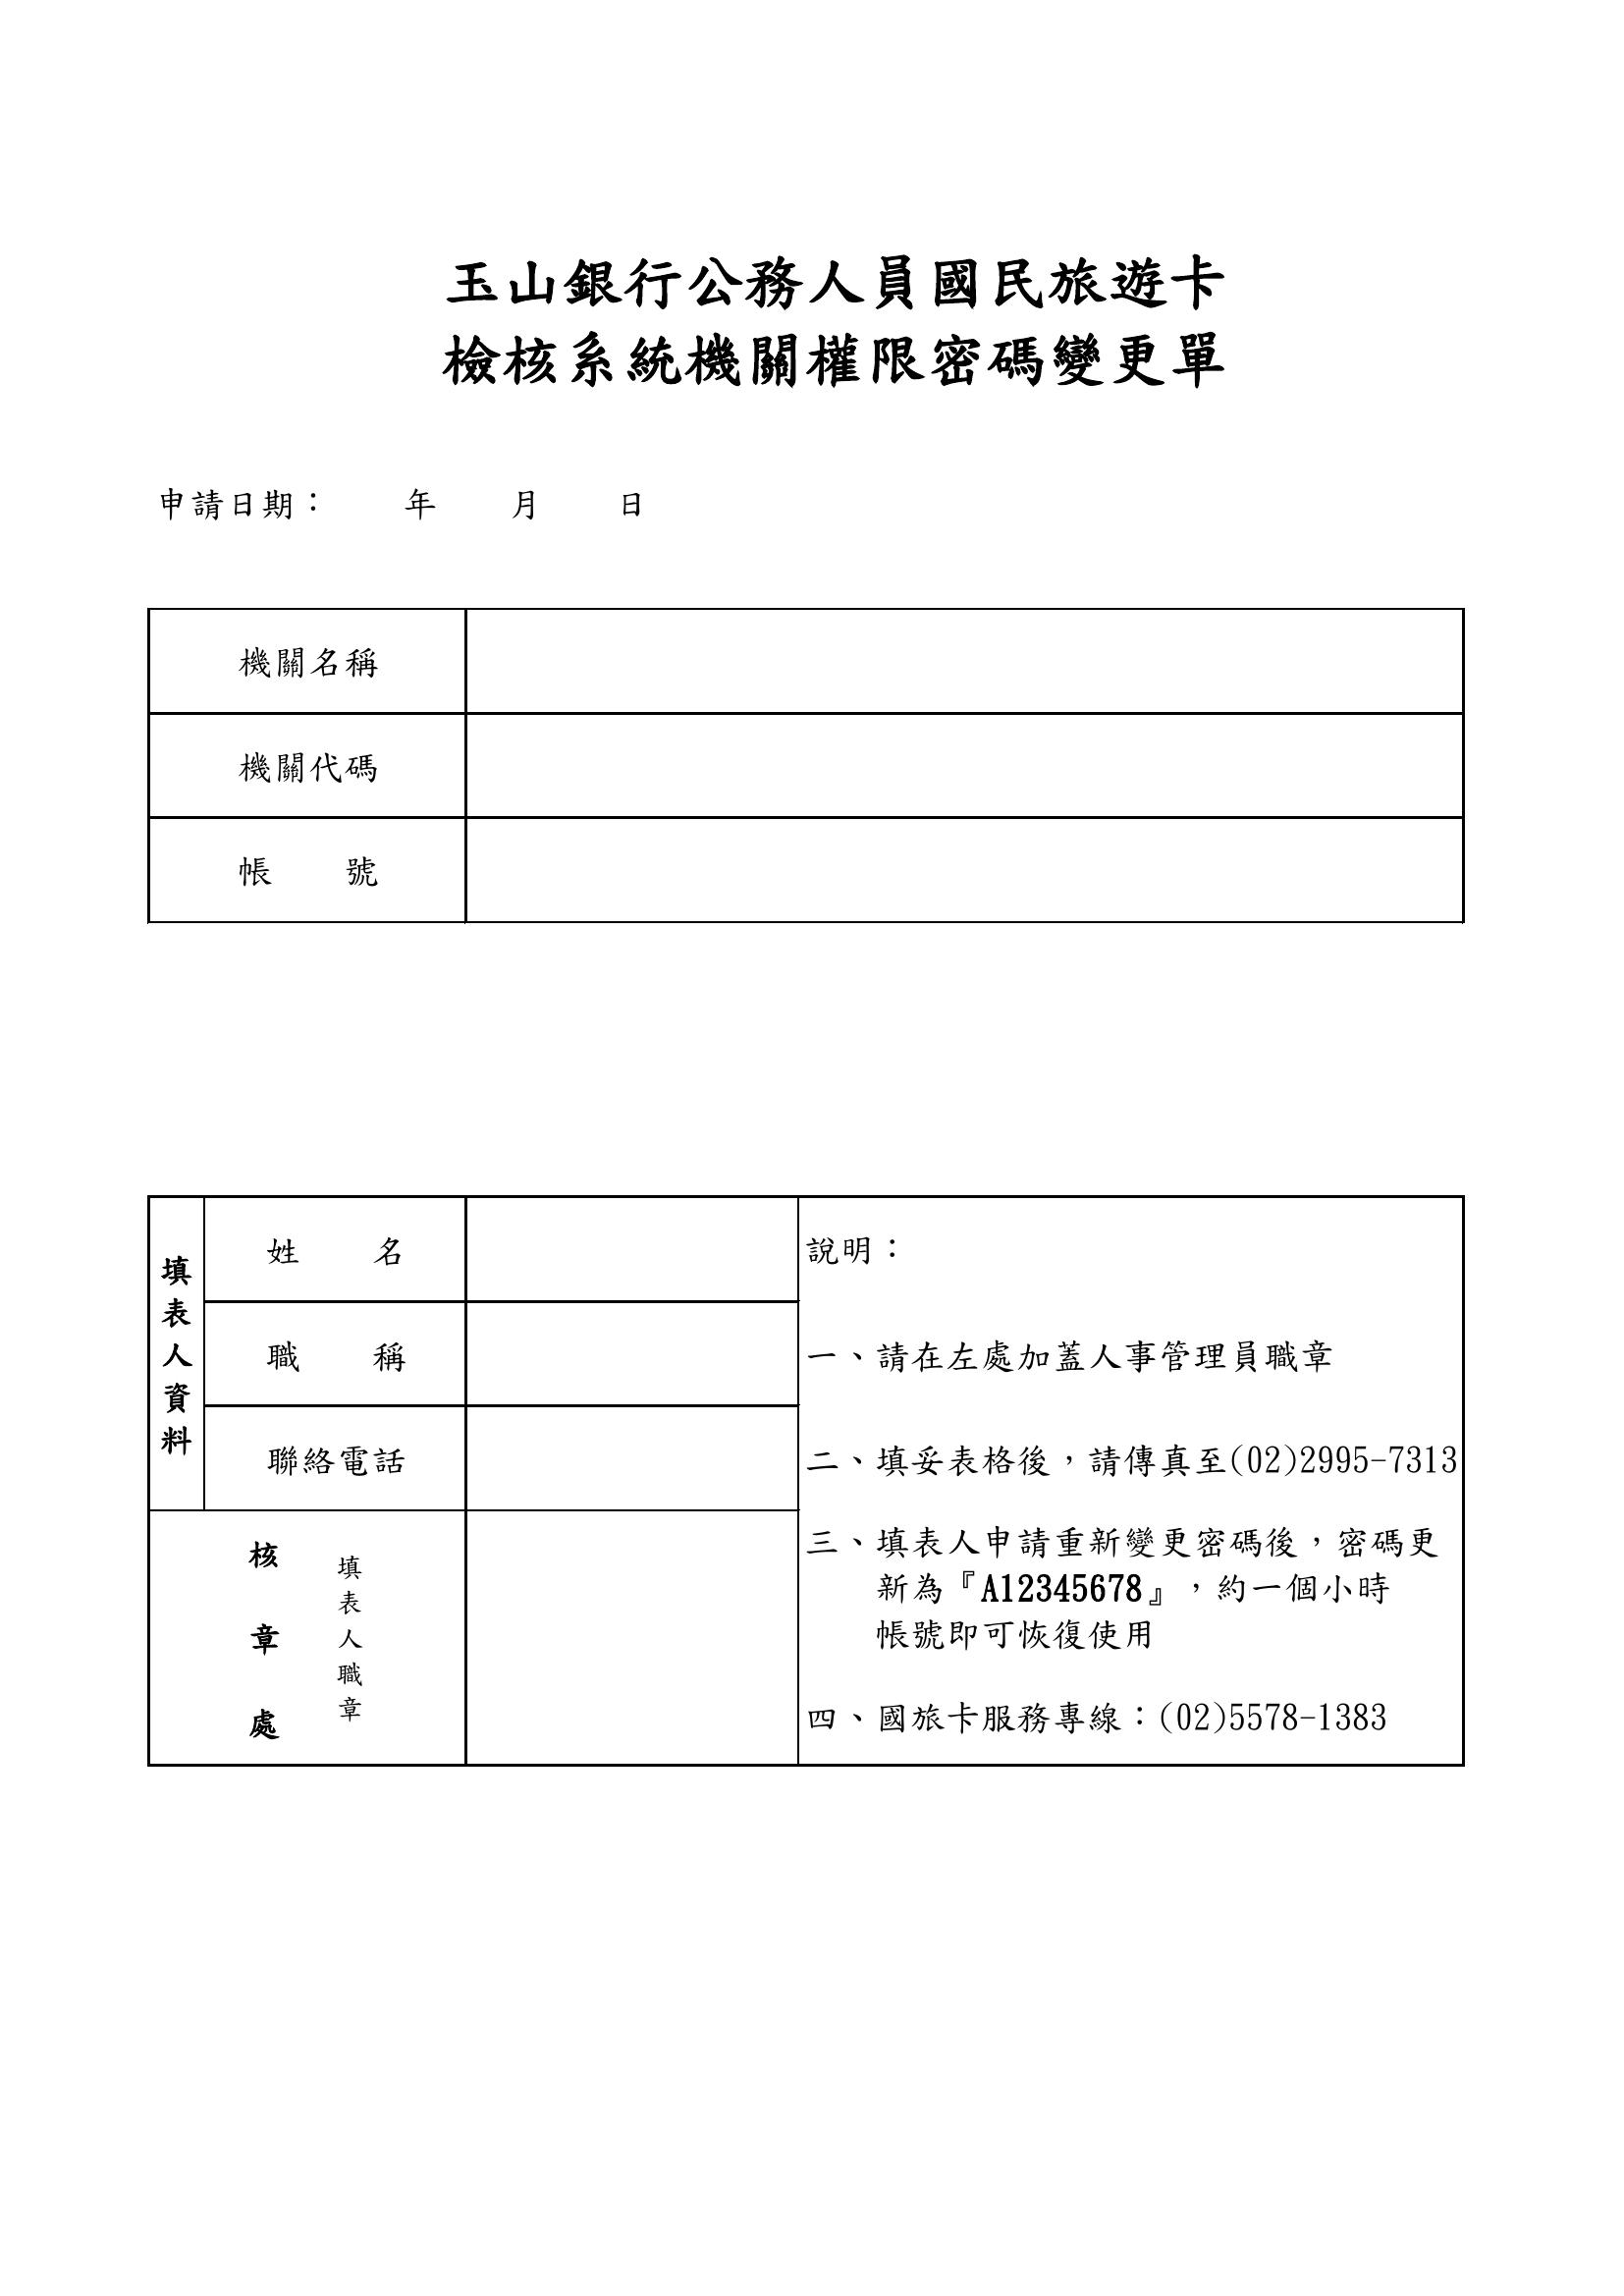 玉山銀行公務人員國民旅遊卡
檢核系統機關權限密碼變更單
申請日期： 年 月 日
機關名稱
機關代碼
帳 號
填表人資料
姓 名
職 稱
聯絡電話
核章處
填表人職章
說明：
一、請在左處加蓋人事管理員職章
二、填妥表格後，請傳真至(02)2995-7313
三、填表人申請重新變更密碼後，密碼更
新為『A12345678』，約一個小時
帳號即可恢復使用
四、國旅卡服務專線：(02)5578-1383